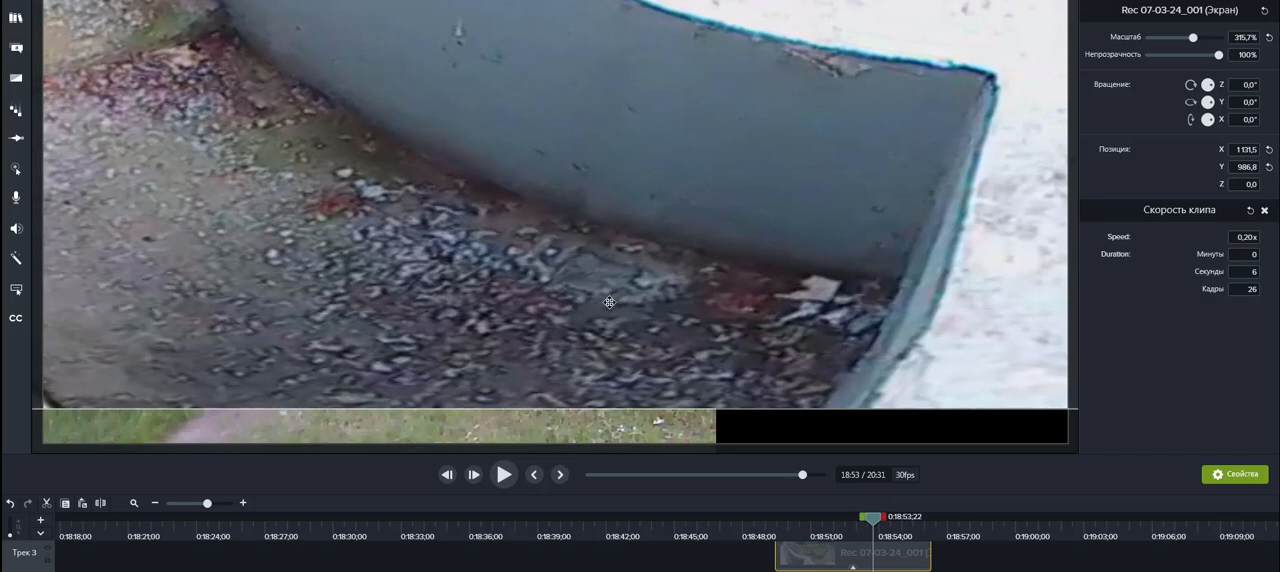 Rec 07-03-24_001 (Экран)
Масштаб 315,7%
Непрозрачность 100%
Вращение: Z 0,0°
Y 0,0°
X 0,0°
Позиция: X 1 131,5
Y 986,8
Z 0,0
Скорость клипа
Speed: 0,20x
Duration: Минуты 0
Секунды 6
Кадры 26
CC
18:53 / 20:31 30fps
Свойства
0:18:53;22
0:18:18;00 0:18:21;00 0:18:24;00 0:18:27;00 0:18:30;00 0:18:33;00 0:18:36;00 0:18:39;00 0:18:42;00 0:18:45;00 0:18:48;00 0:18:51;00 0:18:54;00 0:18:57;00 0:19:00;00 0:19:03;00 0:19:06;00 0:19:09;00
Трек 3
Rec 07-03-24_001 (